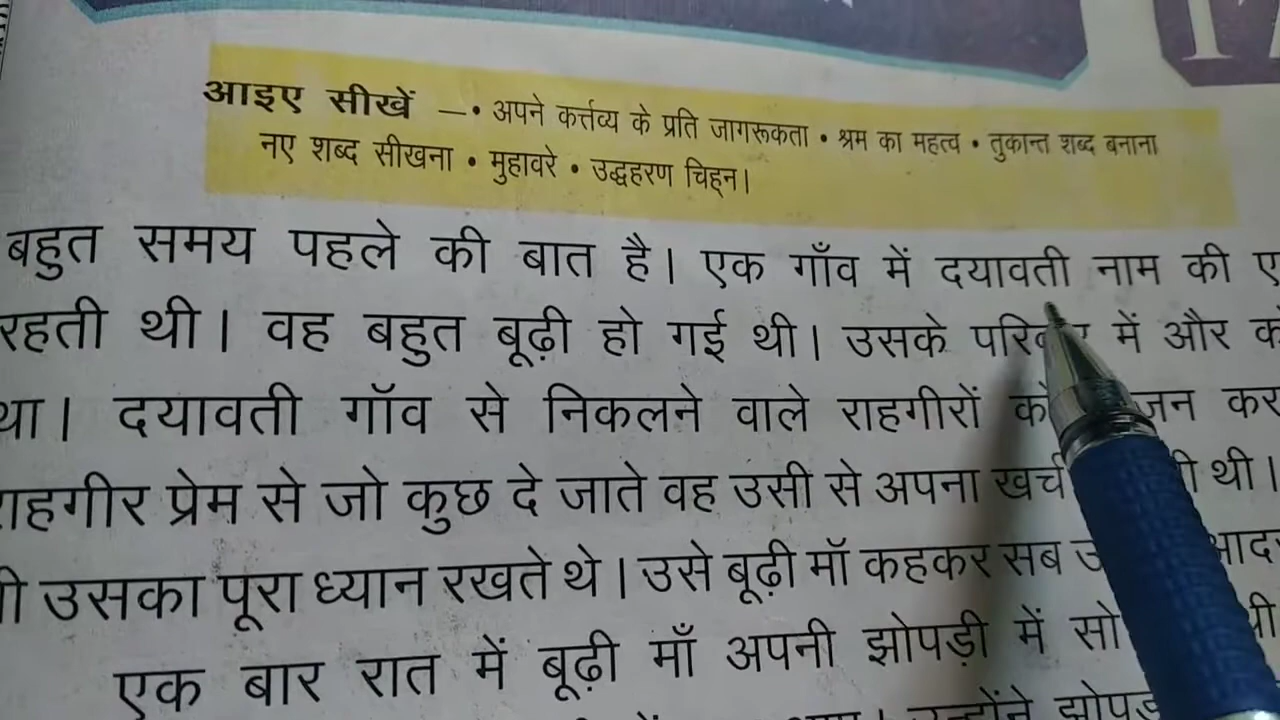 आइए सीखें —• अपने कर्त्तव्य के प्रति जागरूकता • श्रम का महत्व • तुकान्त शब्द बनाना
नए शब्द सीखना • मुहावरे • उद्धहरण चिह्न।
बहुत समय पहले की बात है। एक गाँव में दयावती नाम की
रहती थी। वह बहुत बूढ़ी हो गई थी। उसके में और
था। दयावती गॉव से निकलने वाले राहगीरों
राहगीर प्रेम से जो कुछ दे जाते वह उसी से अपना खर्च थी।
उसका पूरा ध्यान रखते थे। उसे बूढ़ी मॉ कहकर सब
एक बार रात में बूढ़ी माँ अपनी झोपड़ी में सो